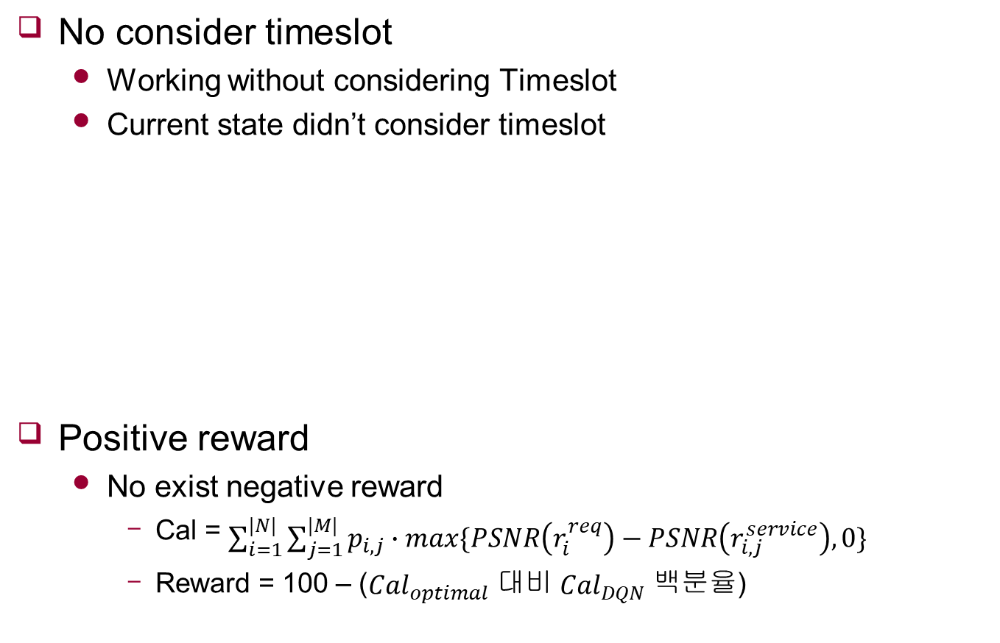 ❑ No consider timeslot
● Working without considering Timeslot
● Current state didn’t consider timeslot
❑ Positive reward
● No exist negative reward
− Cal = $\sum_{i=1}^{|N|} \sum_{j=1}^{|M|} p_{i,j} \cdot max\{PSNR(r_i^{req}) - PSNR(r_{i,j}^{service}), 0\}$
− Reward = 100 – ($Cal_{optimal}$ 대비 $Cal_{DQN}$ 백분율)